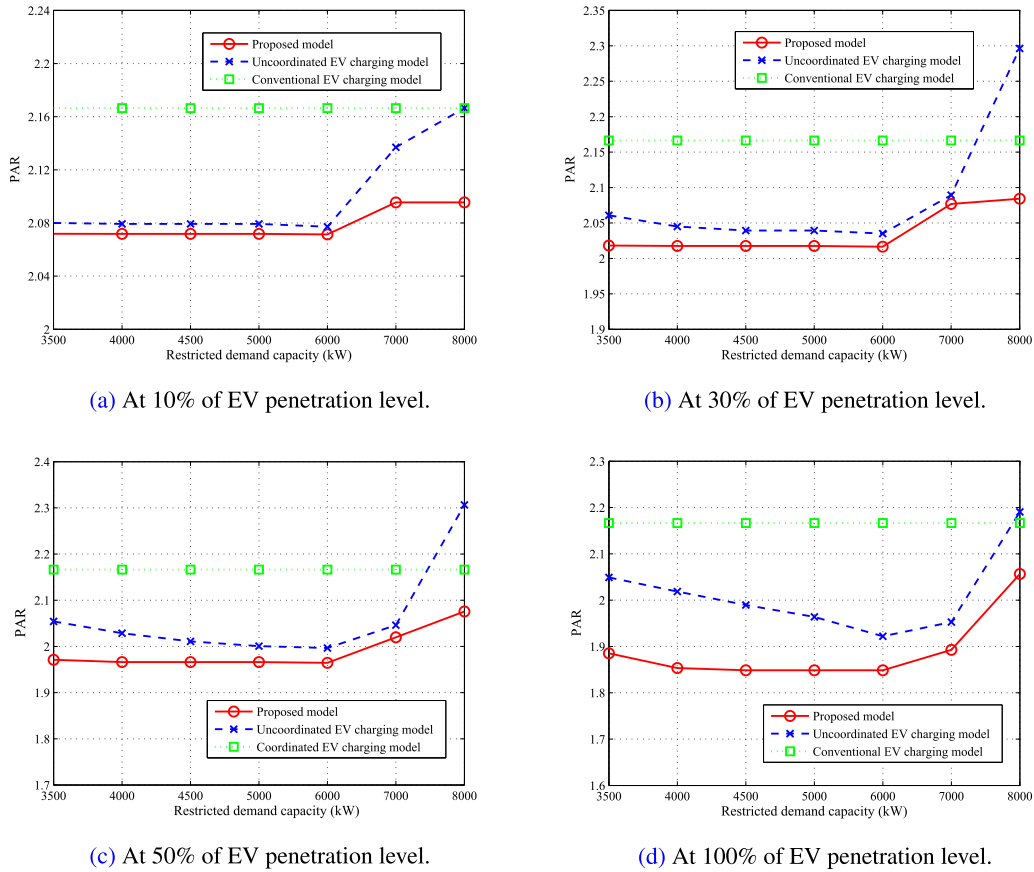 2.24
2.2
2.16
2.12
2.08
2.04
2
PAR
Proposed model
Uncoordinated EV charging model
Conventional EV charging model
3500 4000 4500 5000 6000 7000 8000
Restricted demand capacity (kW)
(a) At 10% of EV penetration level.
2.35
2.3
2.25
2.2
2.15
2.1
2.05
2
1.95
1.9
PAR
Proposed model
Uncoordinated EV charging model
Conventional EV charging model
3500 4000 4500 5000 6000 7000 8000
Restricted demand capacity (kW)
(b) At 30% of EV penetration level.
2.4
2.3
2.2
2.1
2
1.9
1.8
1.7
PAR
Proposed model
Uncoordinated EV charging model
Coordinated EV charging model
3500 4000 4500 5000 6000 7000 8000
Restricted demand capacity (kW)
(c) At 50% of EV penetration level.
2.3
2.2
2.1
2
1.9
1.8
1.7
1.6
PAR
Proposed model
Uncoordinated EV charging model
Conventional EV charging model
3500 4000 4500 5000 6000 7000 8000
Restricted demand capacity (kW)
(d) At 100% of EV penetration level.